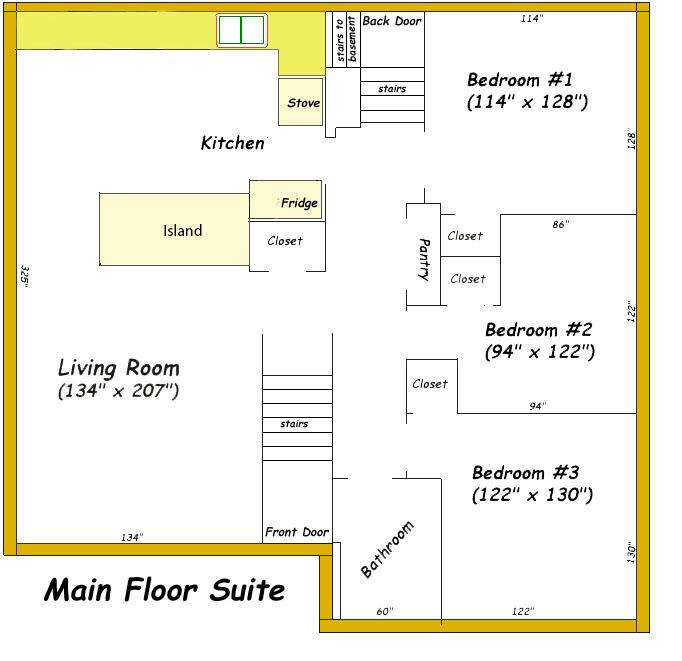 stairs to
basement
Back Door
114"
Bedroom #1
(114" x 128")
stairs
Stove
128"
Kitchen
Fridge
Island
Closet
Pantry
Closet
86"
Closet
325"
122"
Bedroom #2
(94" x 122")
Living Room
(134" x 207")
Closet
94"
stairs
Bedroom #3
(122" x 130")
Front Door
134"
Bathroom
130"
Main Floor Suite
60"
122"